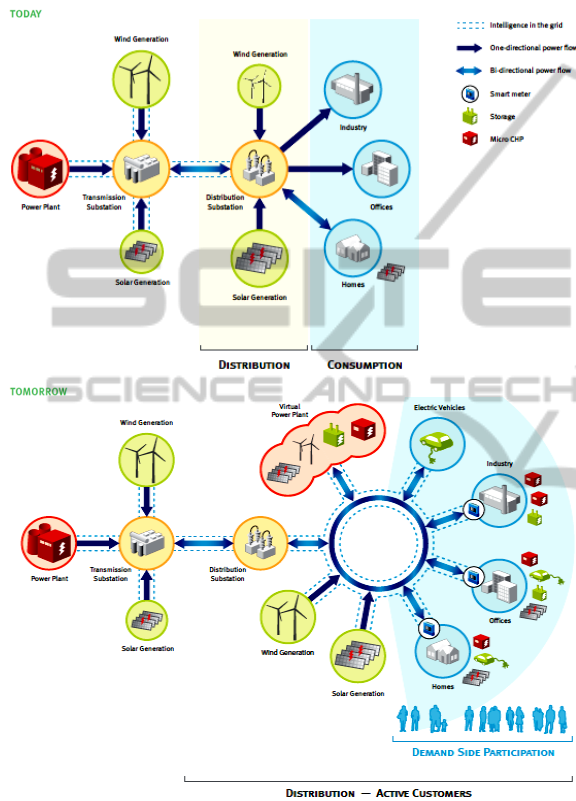 TODAY
Intelligence in the grid
One-directional power flow
Bi-directional power flow
Smart meter
Storage
Micro CHP
Wind Generation
Wind Generation
Industry
Power Plant
Transmission
Substation
Distribution
Substation
Offices
Solar Generation
Solar Generation
Homes
DISTRIBUTION
CONSUMPTION
SCITE
SCIENCE AND TECH
TOMORROW
Virtual
Power Plant
Electric Vehicles
Wind Generation
Industry
Power Plant
Transmission
Substation
Distribution
Substation
Offices
Solar Generation
Wind Generation
Solar Generation
Homes
DEMAND SIDE PARTICIPATION
DISTRIBUTION — ACTIVE CUSTOMERS